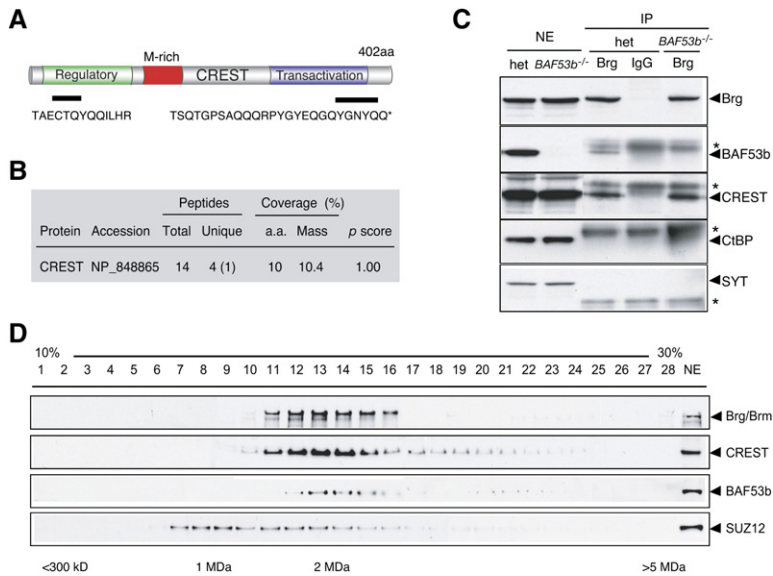 A
402aa
M-rich
Regulatory
CREST
Transactivation
TAECTQYQQILHR TSQTGPSAQQQRPYGYEQGQYGNYQQ*
B
Peptides Coverage (%)
Protein Accession Total Unique a.a. Mass p score
CREST NP_848865 14 4 (1) 10 10.4 1.00
C
IP
NE het BAF53b-/-
het BAF53b-/- Brg IgG Brg
Brg
*
BAF53b
*
CREST
*
CtBP
SYT
*
D
10% 30%
1 2 3 4 5 6 7 8 9 10 11 12 13 14 15 16 17 18 19 20 21 22 23 24 25 26 27 28 NE
Brg/Brm
CREST
BAF53b
SUZ12
<300 kD 1 MDa 2 MDa >5 MDa